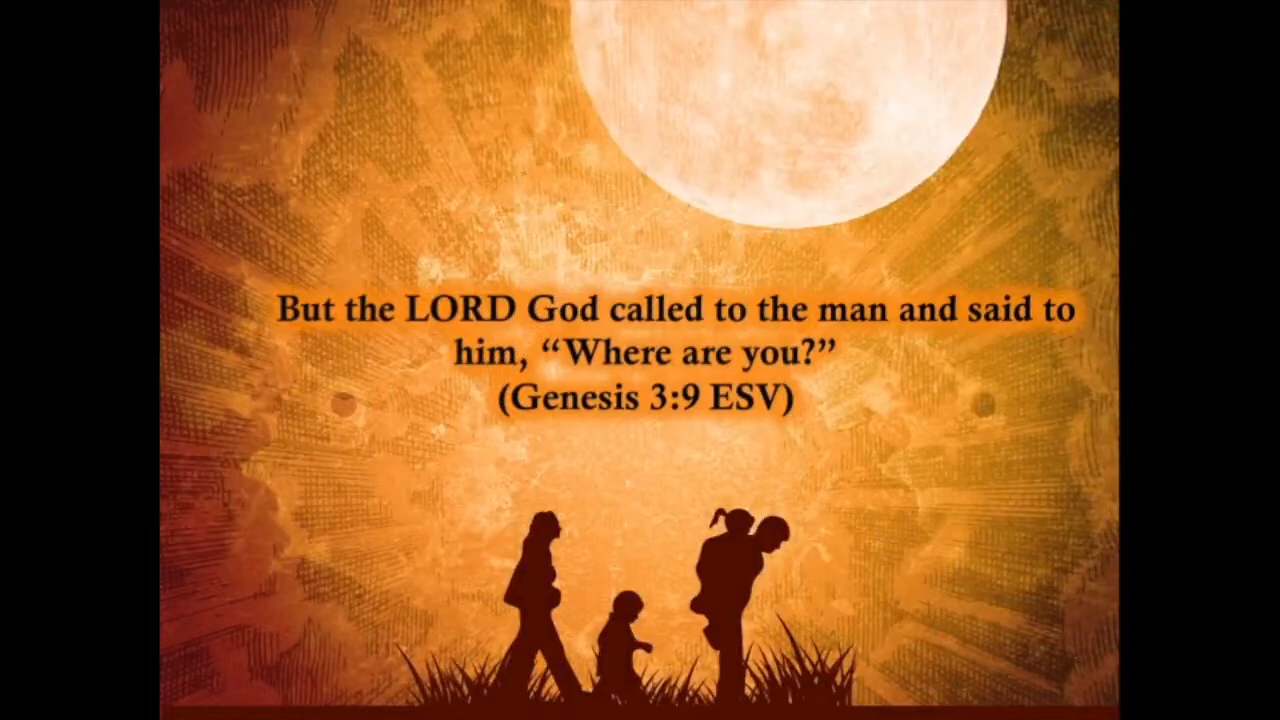 But the LORD God called to the man and said to
him, “Where are you?”
(Genesis 3:9 ESV)